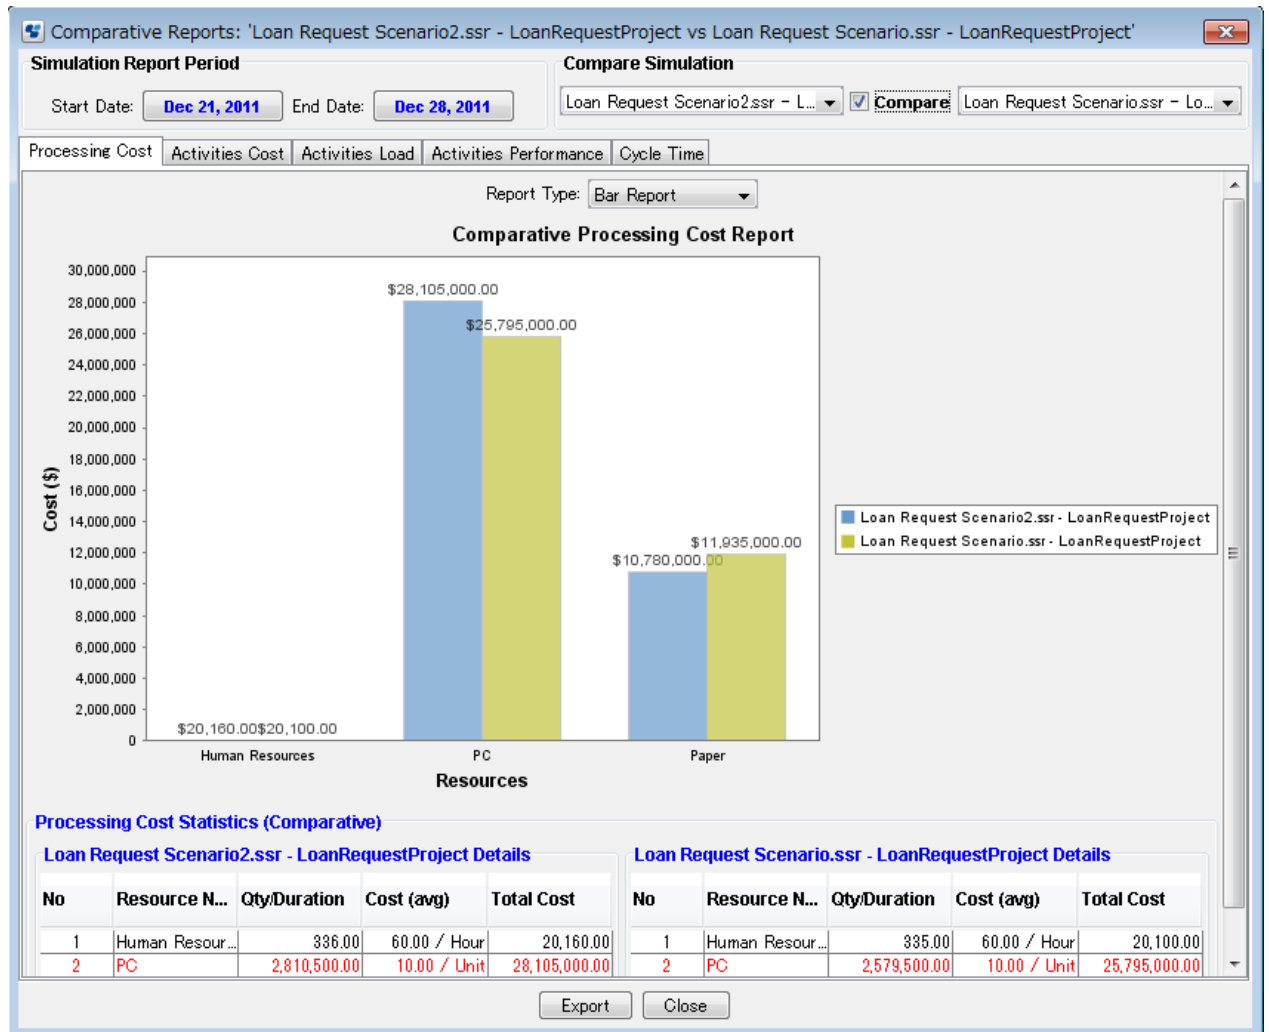 Comparative Reports: 'Loan Request Scenario2.ssr - LoanRequestProject vs Loan Request Scenario.ssr - LoanRequestProject'
Simulation Report Period
Compare Simulation
Start Date: Dec 21, 2011 End Date: Dec 28, 2011
Loan Request Scenario2.ssr - L... Compare Loan Request Scenario.ssr - Lo...
Processing Cost Activities Cost Activities Load Activities Performance Cycle Time
Report Type: Bar Report
Comparative Processing Cost Report
30,000,000
28,000,000
26,000,000
24,000,000
22,000,000
20,000,000
18,000,000
16,000,000
14,000,000
12,000,000
10,000,000
8,000,000
6,000,000
4,000,000
2,000,000
0
Cost ($)
$20,160.00 $20,100.00
$28,105,000.00
$25,795,000.00
$10,780,000.00
$11,935,000.00
Human Resources PC Paper
Resources
Loan Request Scenario2.ssr - LoanRequestProject
Loan Request Scenario.ssr - LoanRequestProject
Processing Cost Statistics (Comparative)
Loan Request Scenario2.ssr - LoanRequestProject Details
No Resource N... Qty/Duration Cost (avg) Total Cost
1 Human Resour... 336.00 60.00 / Hour 20,160.00
2 PC 2,810,500.00 10.00 / Unit 28,105,000.00
Loan Request Scenario.ssr - LoanRequestProject Details
No Resource N... Qty/Duration Cost (avg) Total Cost
1 Human Resour... 335.00 60.00 / Hour 20,100.00
2 PC 2,579,500.00 10.00 / Unit 25,795,000.00
Export Close